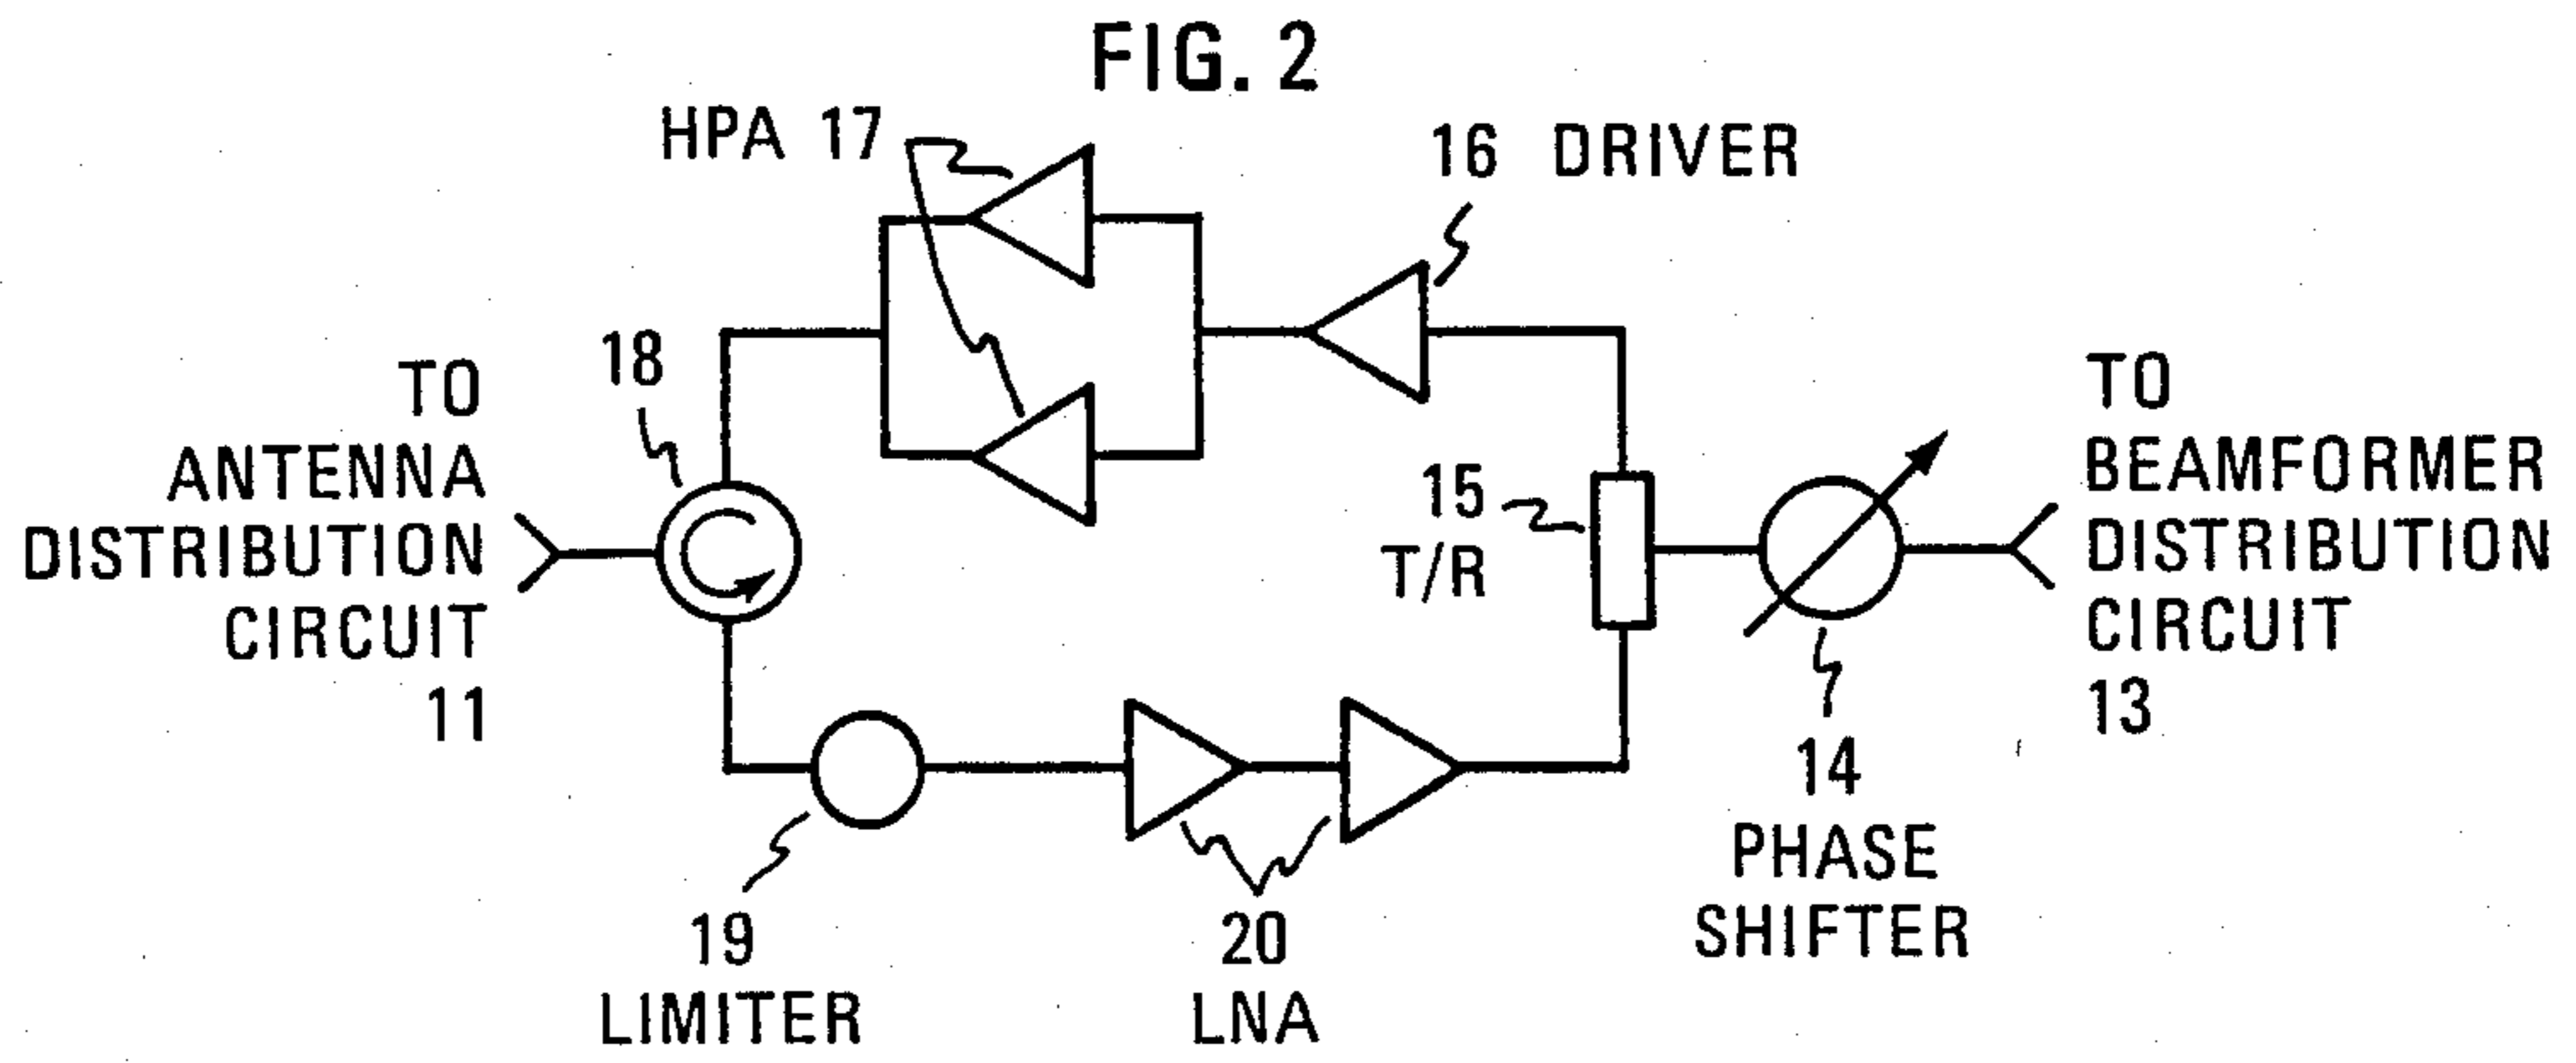 FIG. 2
HPA 17
16 DRIVER
18
TO
ANTENNA
DISTRIBUTION
CIRCUIT
11
15
T/R
TO
BEAMFORMER
DISTRIBUTION
CIRCUIT
13
14
PHASE
SHIFTER
19
LIMITER
20
LNA